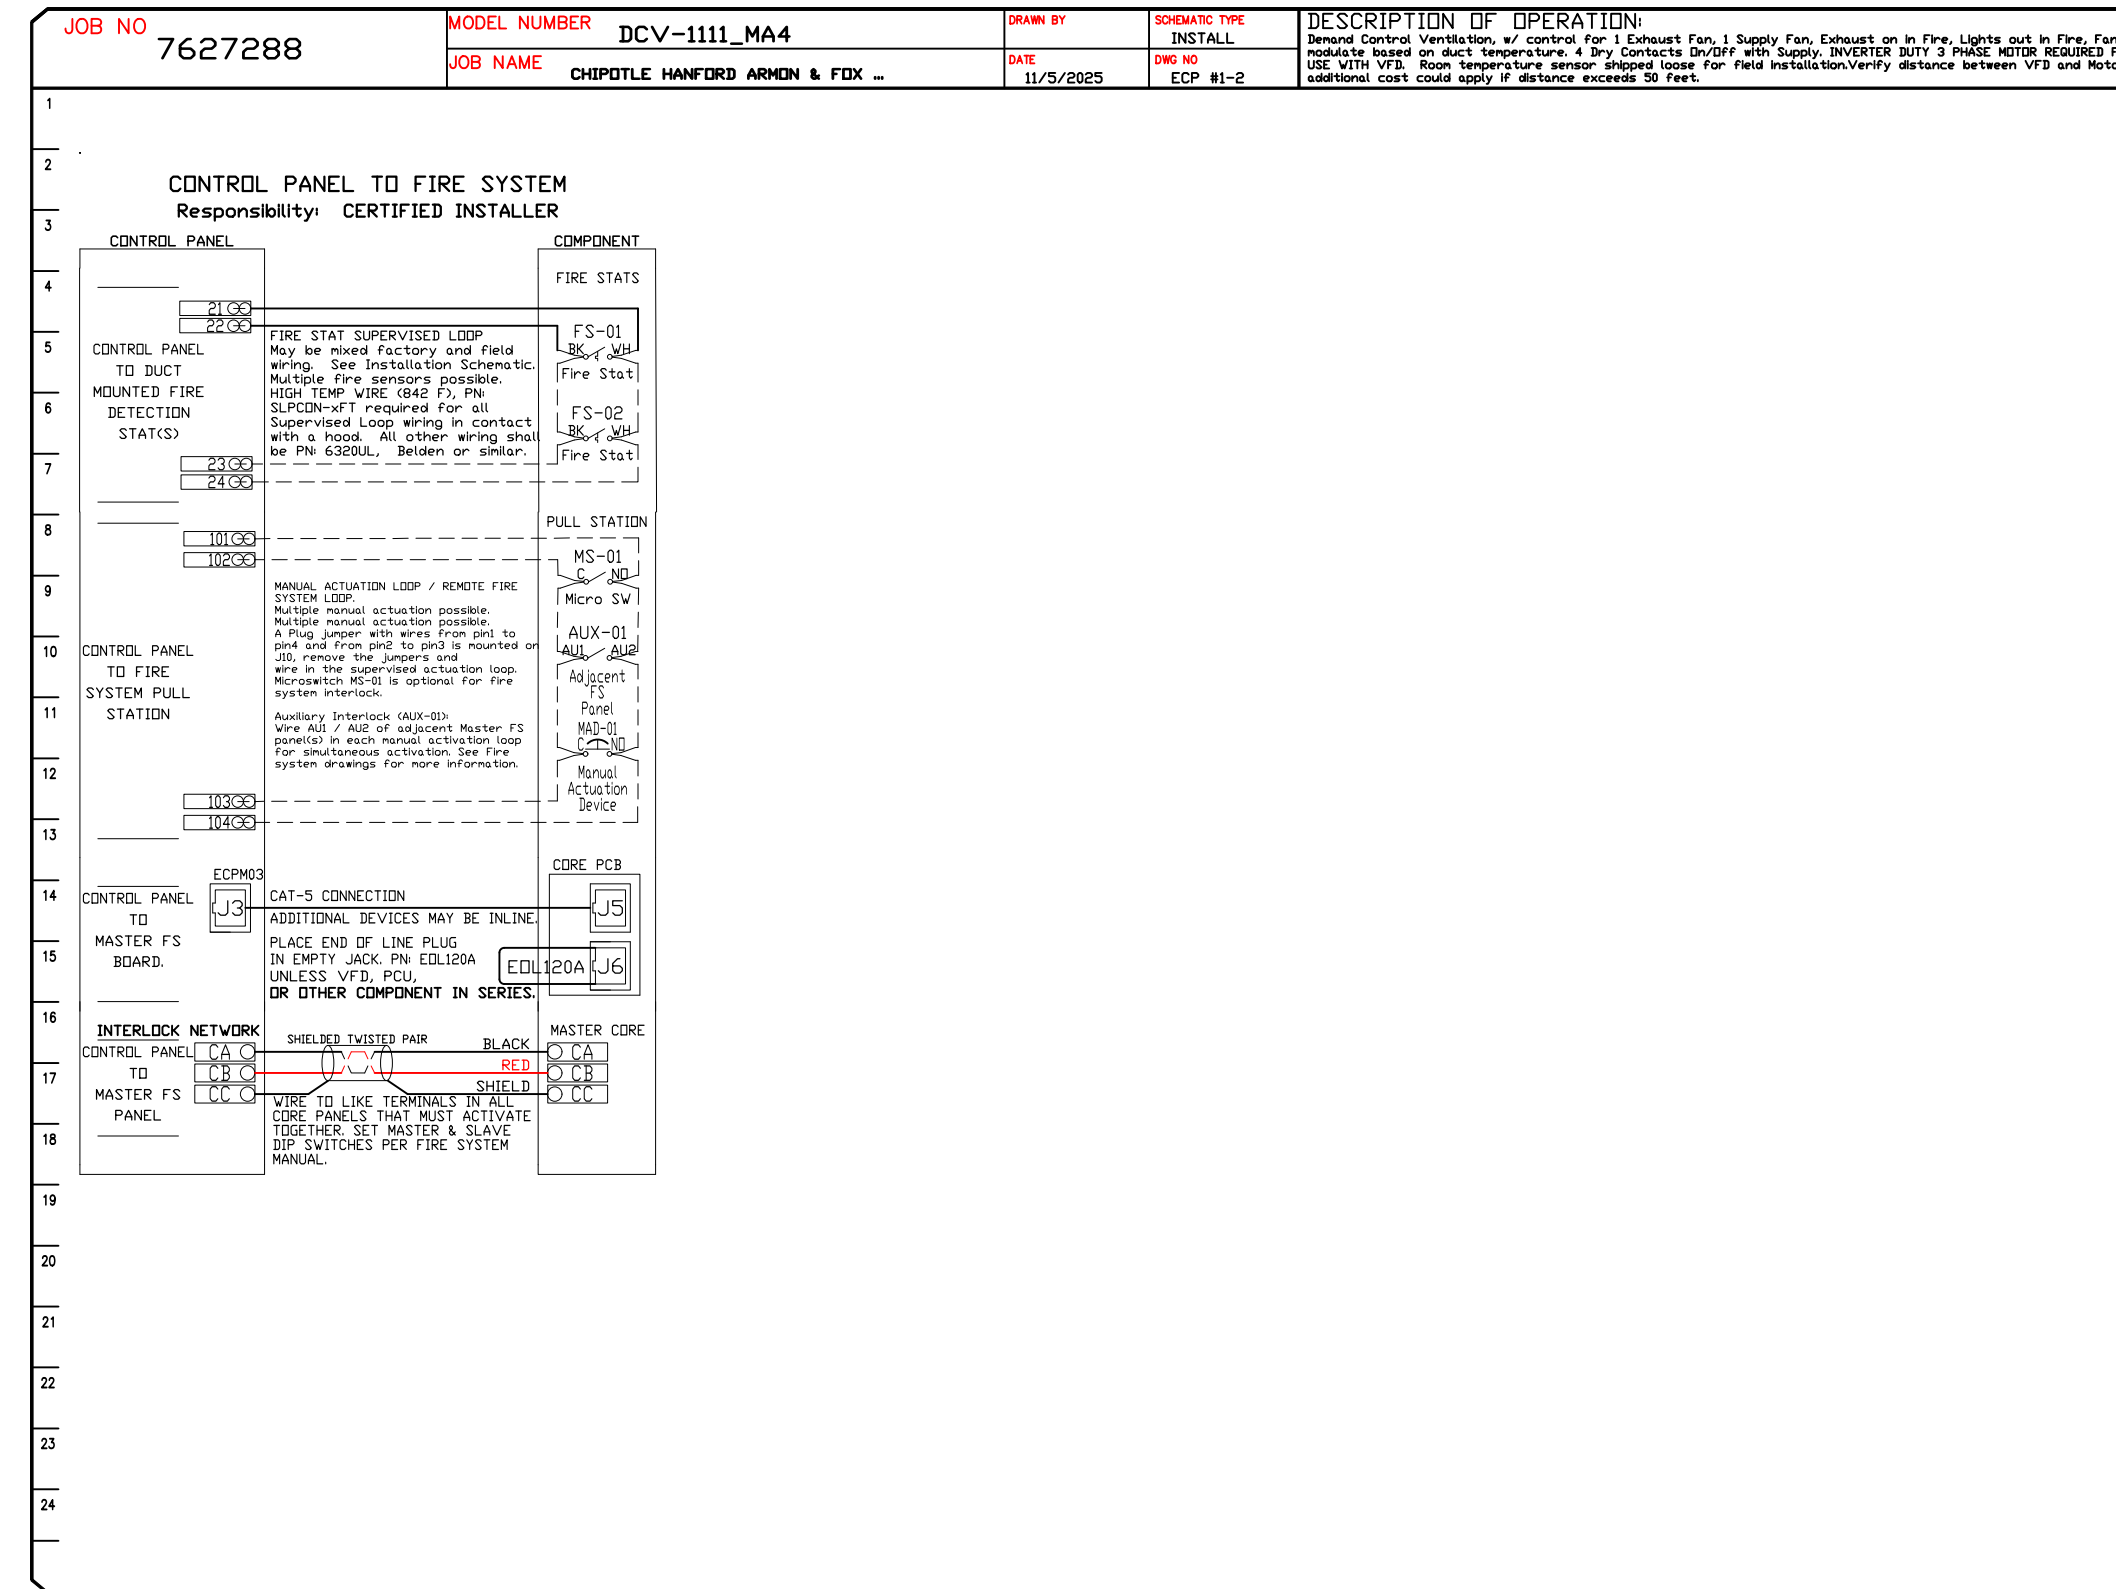 JOB NO
7627288
MODEL NUMBER
DCV-1111_MA4
JOB NAME
CHIPOTLE HANFORD ARMON & FOX ...
DRAWN BY
DATE
11/5/2025
SCHEMATIC TYPE
INSTALL
DWG NO
ECP #1-2
DESCRIPTION OF OPERATION:
Demand Control Ventilation, w/ control for 1 Exhaust Fan, 1 Supply Fan, Exhaust on in Fire, Lights out in Fire, Fan
modulate based on duct temperature. 4 Dry Contacts On/Off with Supply. INVERTER DUTY 3 PHASE MOTOR REQUIRED F
USE WITH VFD. Room temperature sensor shipped loose for field installation.Verify distance between VFD and Moto
additional cost could apply if distance exceeds 50 feet.
1
2
3
4
5
6
7
8
9
10
11
12
13
14
15
16
17
18
19
20
21
22
23
24
CONTROL PANEL TO FIRE SYSTEM
Responsibility: CERTIFIED INSTALLER
CONTROL PANEL
COMPONENT
FIRE STATS
21
22
CONTROL PANEL
TO DUCT
MOUNTED FIRE
DETECTION
STAT(S)
23
24
FIRE STAT SUPERVISED LOOP
May be mixed factory and field
wiring. See Installation Schematic.
Multiple fire sensors possible.
HIGH TEMP WIRE (842 F), PN:
SLPCON-xFT required for all
Supervised Loop wiring in contact
with a hood. All other wiring shall
be PN: 6320UL, Belden or similar.
FS-01
BK WH
Fire Stat
FS-02
BK WH
Fire Stat
PULL STATION
101
102
MS-01
C NO
Micro SW
MANUAL ACTUATION LOOP / REMOTE FIRE
SYSTEM LOOP.
Multiple manual actuation possible.
Multiple manual actuation possible.
A Plug jumper with wires from pin1 to
pin4 and from pin2 to pin3 is mounted on
J10, remove the jumpers and
wire in the supervised actuation loop.
Microswitch MS-01 is optional for fire
system interlock.
Auxiliary Interlock (AUX-01):
Wire AU1 / AU2 of adjacent Master FS
panel(s) in each manual activation loop
for simultaneous activation. See Fire
system drawings for more information.
CONTROL PANEL
TO FIRE
SYSTEM PULL
STATION
AUX-01
AU1 AU2
Adjacent
FS
Panel
MAD-01
C NO
Manual
Actuation
Device
103
104
ECPM03
J3
CONTROL PANEL
TO
MASTER FS
BOARD.
CAT-5 CONNECTION
ADDITIONAL DEVICES MAY BE INLINE.
PLACE END OF LINE PLUG
IN EMPTY JACK. PN: EOL120A
UNLESS VFD, PCU,
OR OTHER COMPONENT IN SERIES.
CORE PCB
J5
EOL120A
J6
INTERLOCK NETWORK
CONTROL PANEL
TO
MASTER FS
PANEL
CA
CB
CC
SHIELDED TWISTED PAIR
BLACK
RED
SHIELD
MASTER CORE
CA
CB
CC
WIRE TO LIKE TERMINALS IN ALL
CORE PANELS THAT MUST ACTIVATE
TOGETHER. SET MASTER & SLAVE
DIP SWITCHES PER FIRE SYSTEM
MANUAL.